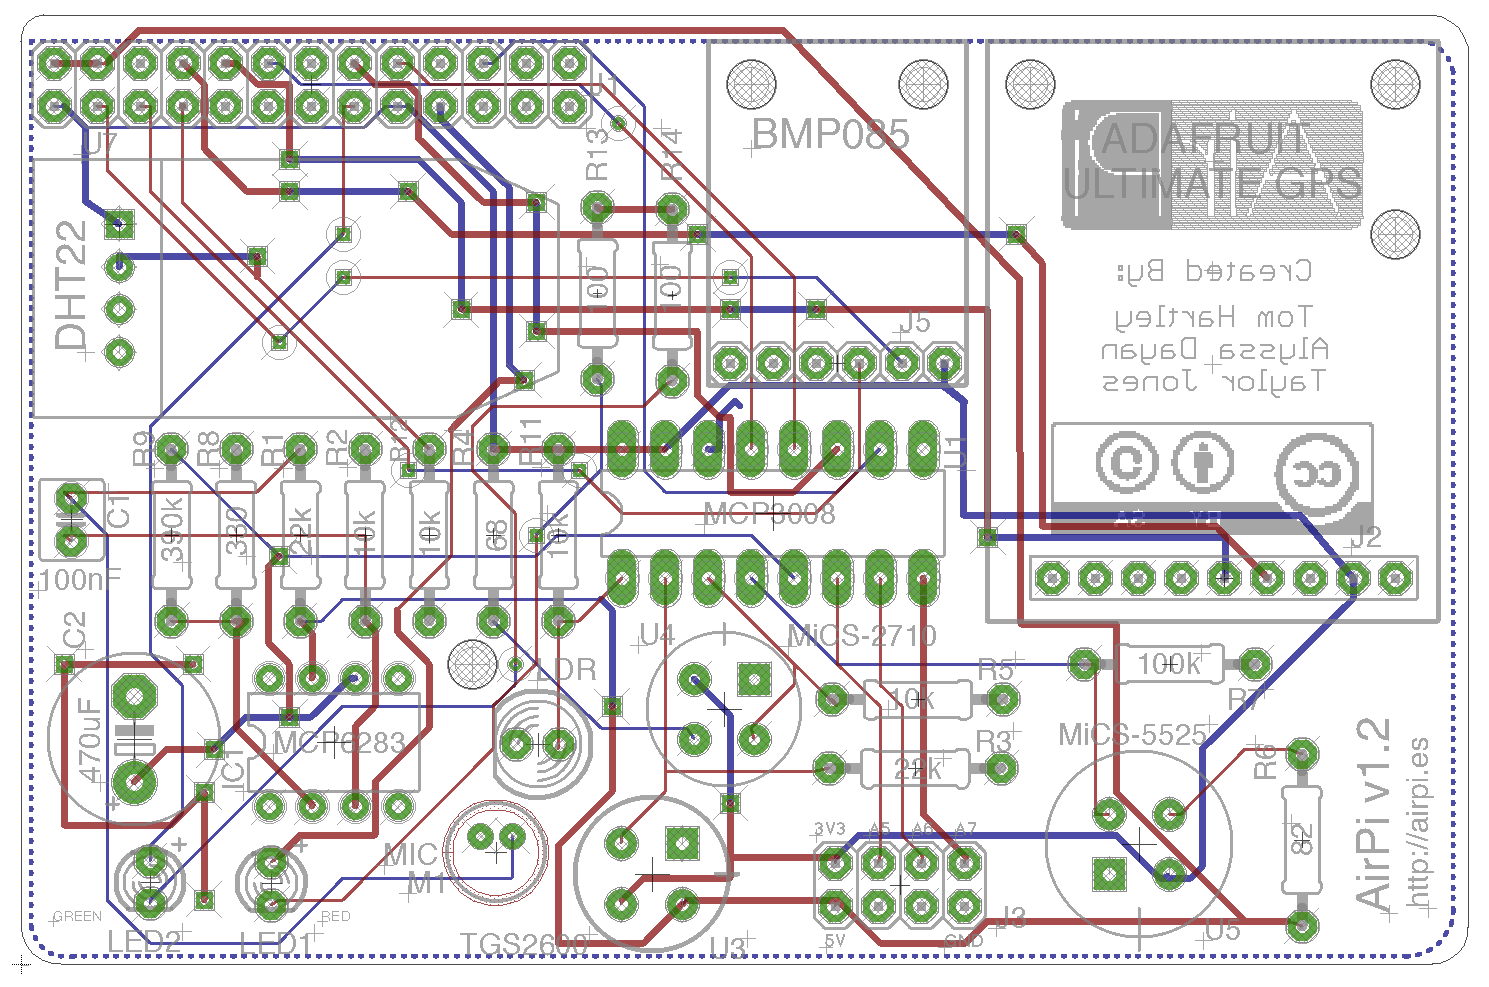 U1
U7
R13
R14
BMP085
ADAFRUIT
ULTIMATE GPS
DHT22
100
100
J5
Created By:
Tom Hartley
Alyssa Dayan
Taylor Jones
R9
R8
R1
R2
R12
R4
R11
U1
C1
390k
330
22k
10k
10k
68
10k
MCP3008
cc
SA
BY
J2
100nF
C2
U4
MiCS-2710
LDR
R5
100k
R7
10k
470uF
MCP6283
IC1
MiCS-5525
R3
22k
R6
AirPi v1.2
http://airpi.es
+
+
+
3V3
A5
A6
A7
82
MIC
M1
GREEN
RED
LED2
LED1
TGS2600
U3
5V
GND
J3
U5